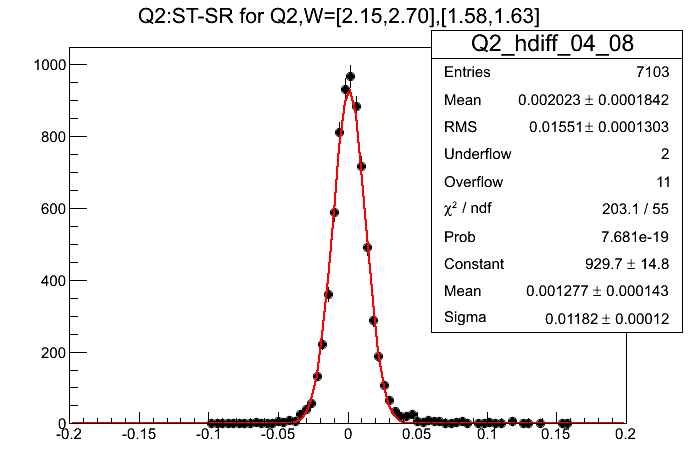 Q2:ST-SR for Q2,W=[2.15,2.70],[1.58,1.63]
Q2_hdiff_04_08
Entries 7103
Mean 0.002023 ± 0.0001842
RMS 0.01551 ± 0.0001303
Underflow 2
Overflow 11
χ² / ndf 203.1 / 55
Prob 7.681e-19
Constant 929.7 ± 14.8
Mean 0.001277 ± 0.000143
Sigma 0.01182 ± 0.00012
1000
800
600
400
200
0
-0.2 -0.15 -0.1 -0.05 0 0.05 0.1 0.15 0.2